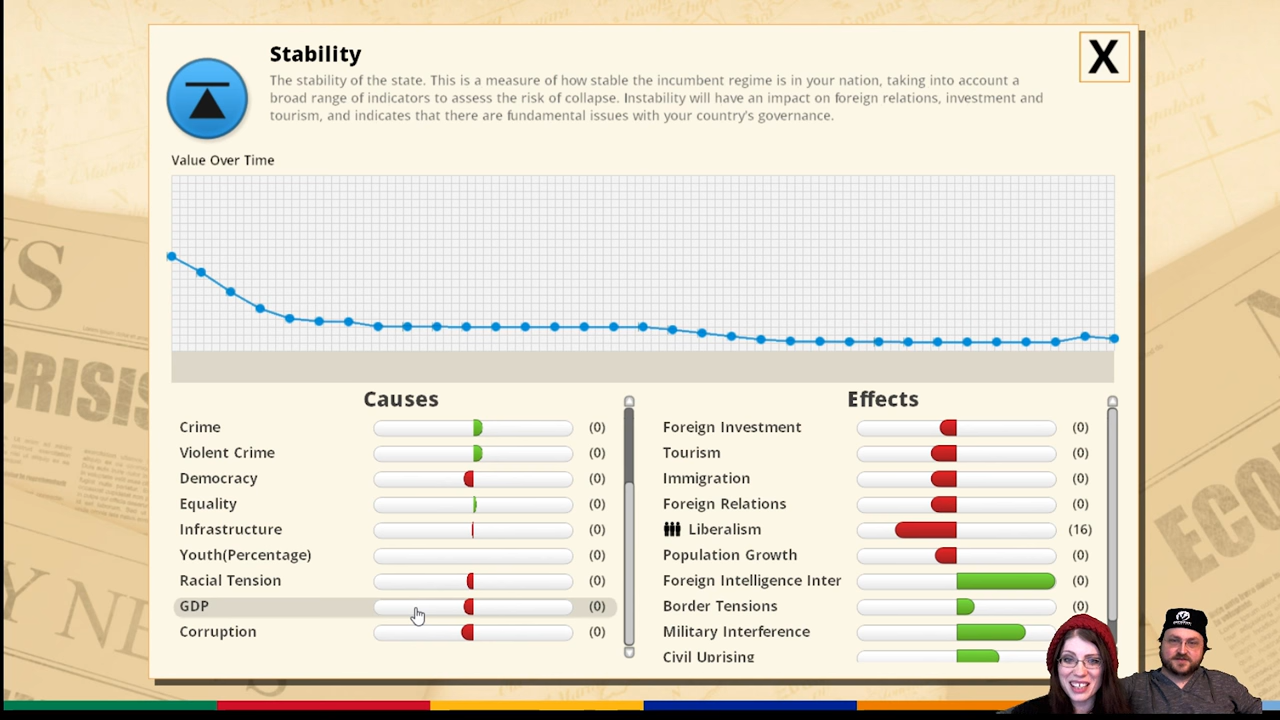 Stability
X
The stability of the state. This is a measure of how stable the incumbent regime is in your nation, taking into account a
broad range of indicators to assess the risk of collapse. Instability will have an impact on foreign relations, investment and
tourism, and indicates that there are fundamental issues with your country's governance.
Value Over Time
Causes
Crime (0)
Violent Crime (0)
Democracy (0)
Equality (0)
Infrastructure (0)
Youth(Percentage) (0)
Racial Tension (0)
GDP (0)
Corruption (0)
Effects
Foreign Investment (0)
Tourism (0)
Immigration (0)
Foreign Relations (0)
Liberalism (16)
Population Growth (0)
Foreign Intelligence Inter (0)
Border Tensions (0)
Military Interference
Civil Uprising
CRISIS
NE
ECO